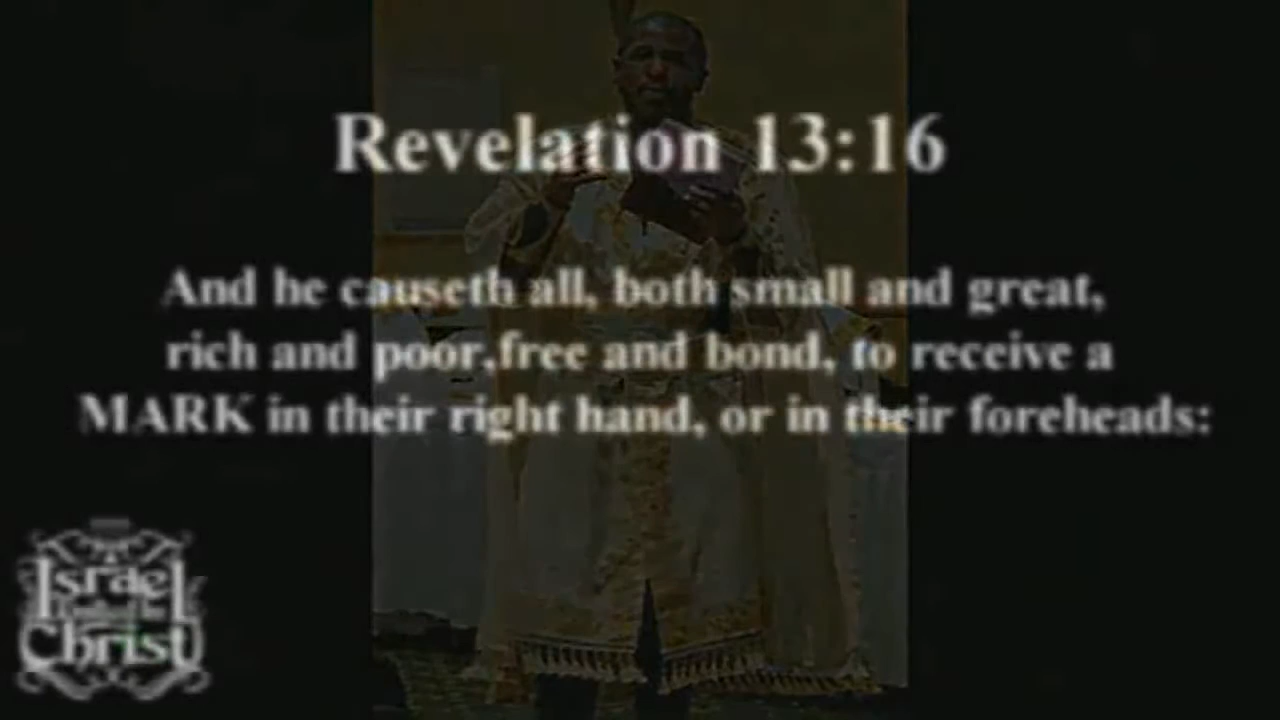 Revelation 13:16
And he causeth all, both small and great,
rich and poor,free and bond, to receive a
MARK in their right hand, or in their foreheads:
Israel
Christ